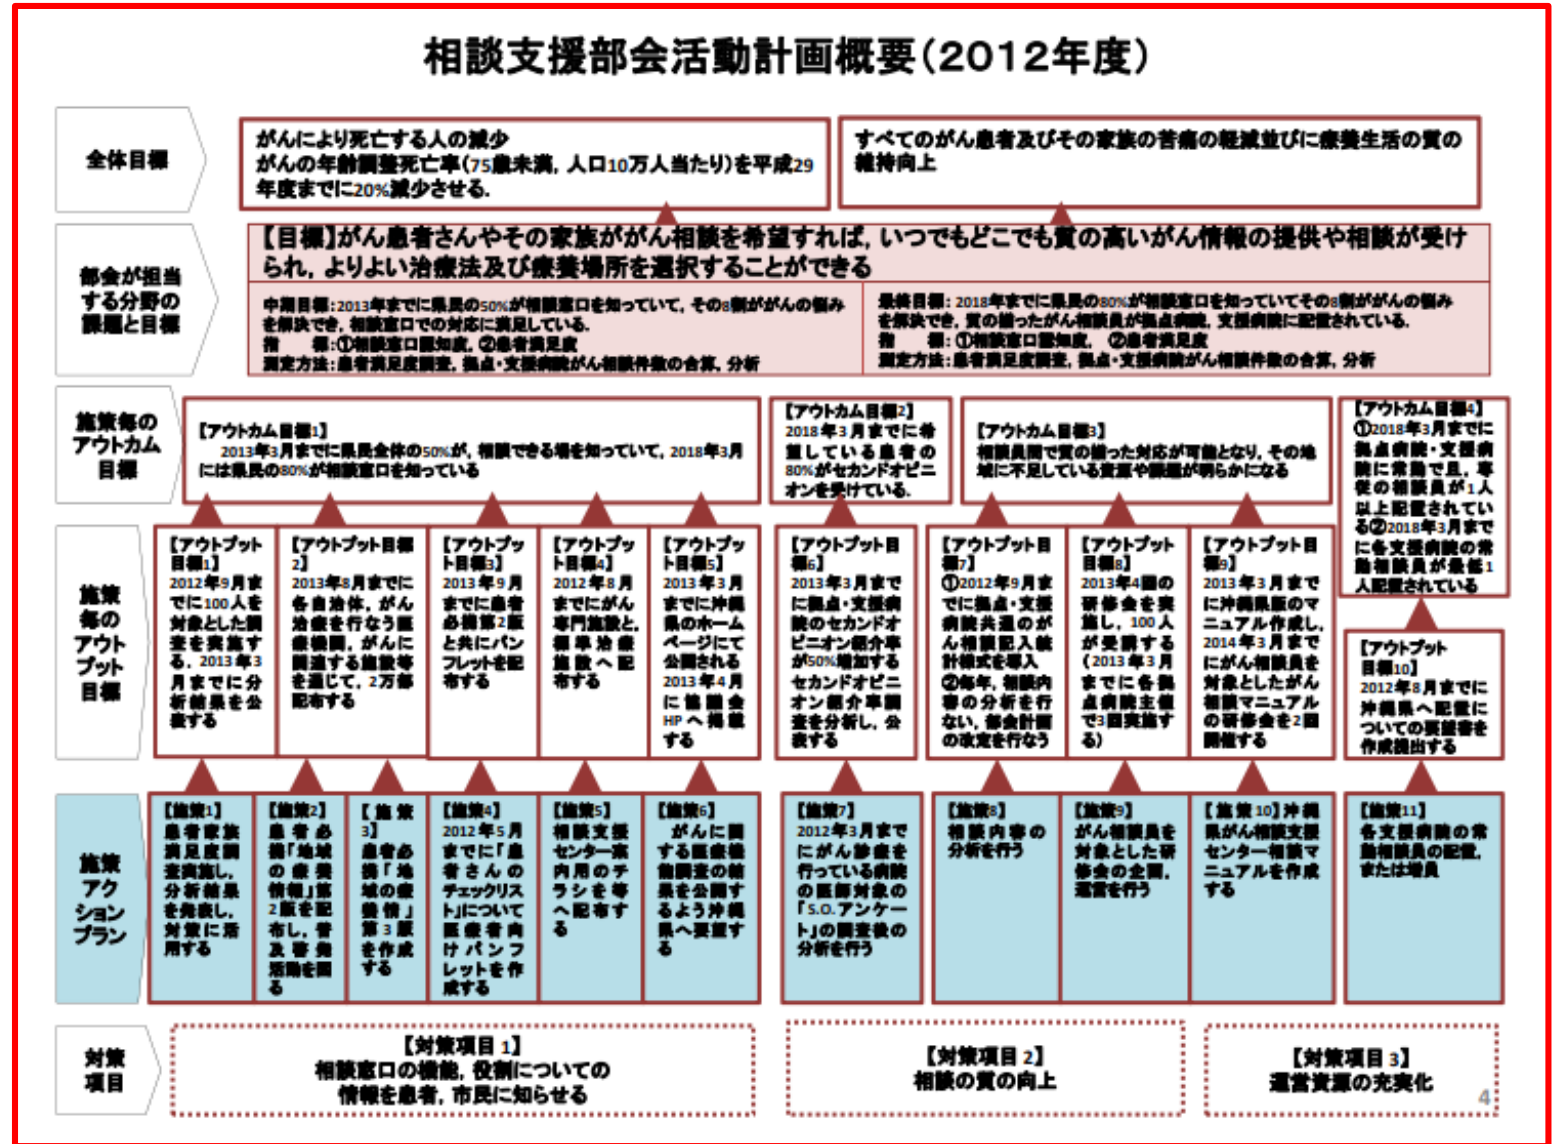 相談支援部会活動計画概要（2012年度）
全体目標
がんにより死亡する人の減少
がんの年齢調整死亡率（75歳未満，人口10万人当たり）を平成29
年度までに20%減少させる．
すべてのがん患者及びその家族の苦痛の軽減並びに療養生活の質の
維持向上
部会が担当
する分野の
課題と目標
【目標】がん患者さんやその家族ががん相談を希望すれば，いつでもどこでも質の高いがん情報の提供や相談が受け
られ，よりよい治療法及び療養場所を選択することができる
中期目標：2013年までに県民の50%が相談窓口を知っていて，その8割ががんの悩み
を解決でき，相談窓口での対応に満足している．
指　　標：①相談窓口認知度，②患者満足度
測定方法：患者満足度調査，拠点・支援病院がん相談件数の合算，分析
最終目標：2018年までに県民の80%が相談窓口を知っていてその8割ががんの悩み
を解決でき，質の揃ったがん相談員が拠点病院，支援病院に配置されている．
指　　標：①相談窓口認知度，②患者満足度
測定方法：患者満足度調査，拠点・支援病院がん相談件数の合算，分析
施策毎の
アウトカム
目標
【アウトカム目標1】
2013年3月までに県民全体の50%が，相談できる場を知っていて，2018年3月
には県民の80%が相談窓口を知っている
【アウトカム目標2】
2018年3月までに希
望している患者の
80%がセカンドオピニ
オンを受けている．
【アウトカム目標3】
相談員間で質の揃った対応が可能となり，その地
域に不足している資源や課題が明らかになる
【アウトカム目標4】
①2018年3月までに
拠点病院・支援病
院に常勤で且，専
従の相談員が1人
以上配置されてい
る②2018年3月まで
に各支援病院の常
勤相談員が最低1
人配置されている
施策
毎の
アウト
プット
目標
【アウトプット
目標1】
2012年9月ま
でに100人を
対象とした調
査を実施す
る．2013年3
月までに分
析結果を公
表する
【アウトプット目標
2】
2013年8月までに
各自治体，がん
治療を行なう医
療機関，がんに
関連する施設等
を通じて，2万部
配布する
【アウトプッ
ト目標3】
2013年9月
までに患者
必携第2版
と共にパン
フレットを配
布する
【アウトプッ
ト目標4】
2012年8月
までにがん
専門施設と，
標準治療
施設へ配
布する
【アウトプッ
ト目標5】
2013年3月
までに沖縄
県のホーム
ページにて
公開される
2013年4月
に協議会
HPへ掲載
する
【アウトプット目
標6】
2013年3月まで
に拠点・支援病
院のセカンドオ
ピニオン紹介率
が50%増加する
セカンドオピニ
オン紹介率調
査を分析し，公
表する
【アウトプット目
標7】
①2012年9月ま
でに拠点・支援
病院共通のが
ん相談記入統
計様式を導入
②毎年，相談内
容の分析を行
ない，部会計画
の改定を行なう
【アウトプット
目標8】
2013年4回の
研修会を実
施し，100人
が受講する
（2013年3月
までに各拠
点病院主催
で3回実施す
る）
【アウトプット目
標9】
2013年3月まで
に沖縄県版のマ
ニュアル作成し，
2014年3月まで
にがん相談員を
対象としたがん
相談マニュアル
の研修会を2回
開催する
【アウトプット
目標10】
2012年8月までに
沖縄県へ配置に
ついての要望書を
作成提出する
施策
アク
ション
プラン
【施策1】
患者家族
満足度調
査実施し，
分析結果
を発表し，
対策に活
用する
【施策2】
患者必
携「地域
の療養
情報」第
2版を配
布し，普
及啓発
活動を図
る
【施策
3】
患者必
携「地
域の療
養情」
第3版
を作成
する
【施策4】
2012年5月
までに「患
者さんの
チェックリス
ト」について
医療者向
けパンフ
レットを作
成する
【施策5】
相談支援
センター案
内用のチ
ラシを等
へ配布す
る
【施策6】
がんに関
する医療機
能調査の結
果を公開す
るよう沖縄
県へ要望す
る
【施策7】
2012年3月まで
にがん診療を
行っている病院
の医師対象の
「S.O.アンケー
ト」の調査後の
分析を行う
【施策8】
相談内容の
分析を行う
【施策9】
がん相談員を
対象とした研
修会の企画，
運営を行う
【施策10】沖縄
県がん相談支援
センター相談マ
ニュアルを作成
する
【施策11】
各支援病院の常
勤相談員の配置，
または増員
対策
項目
【対策項目 1】
相談窓口の機能，役割についての
情報を患者，市民に知らせる
【対策項目 2】
相談の質の向上
【対策項目 3】
運営資源の充実化
4